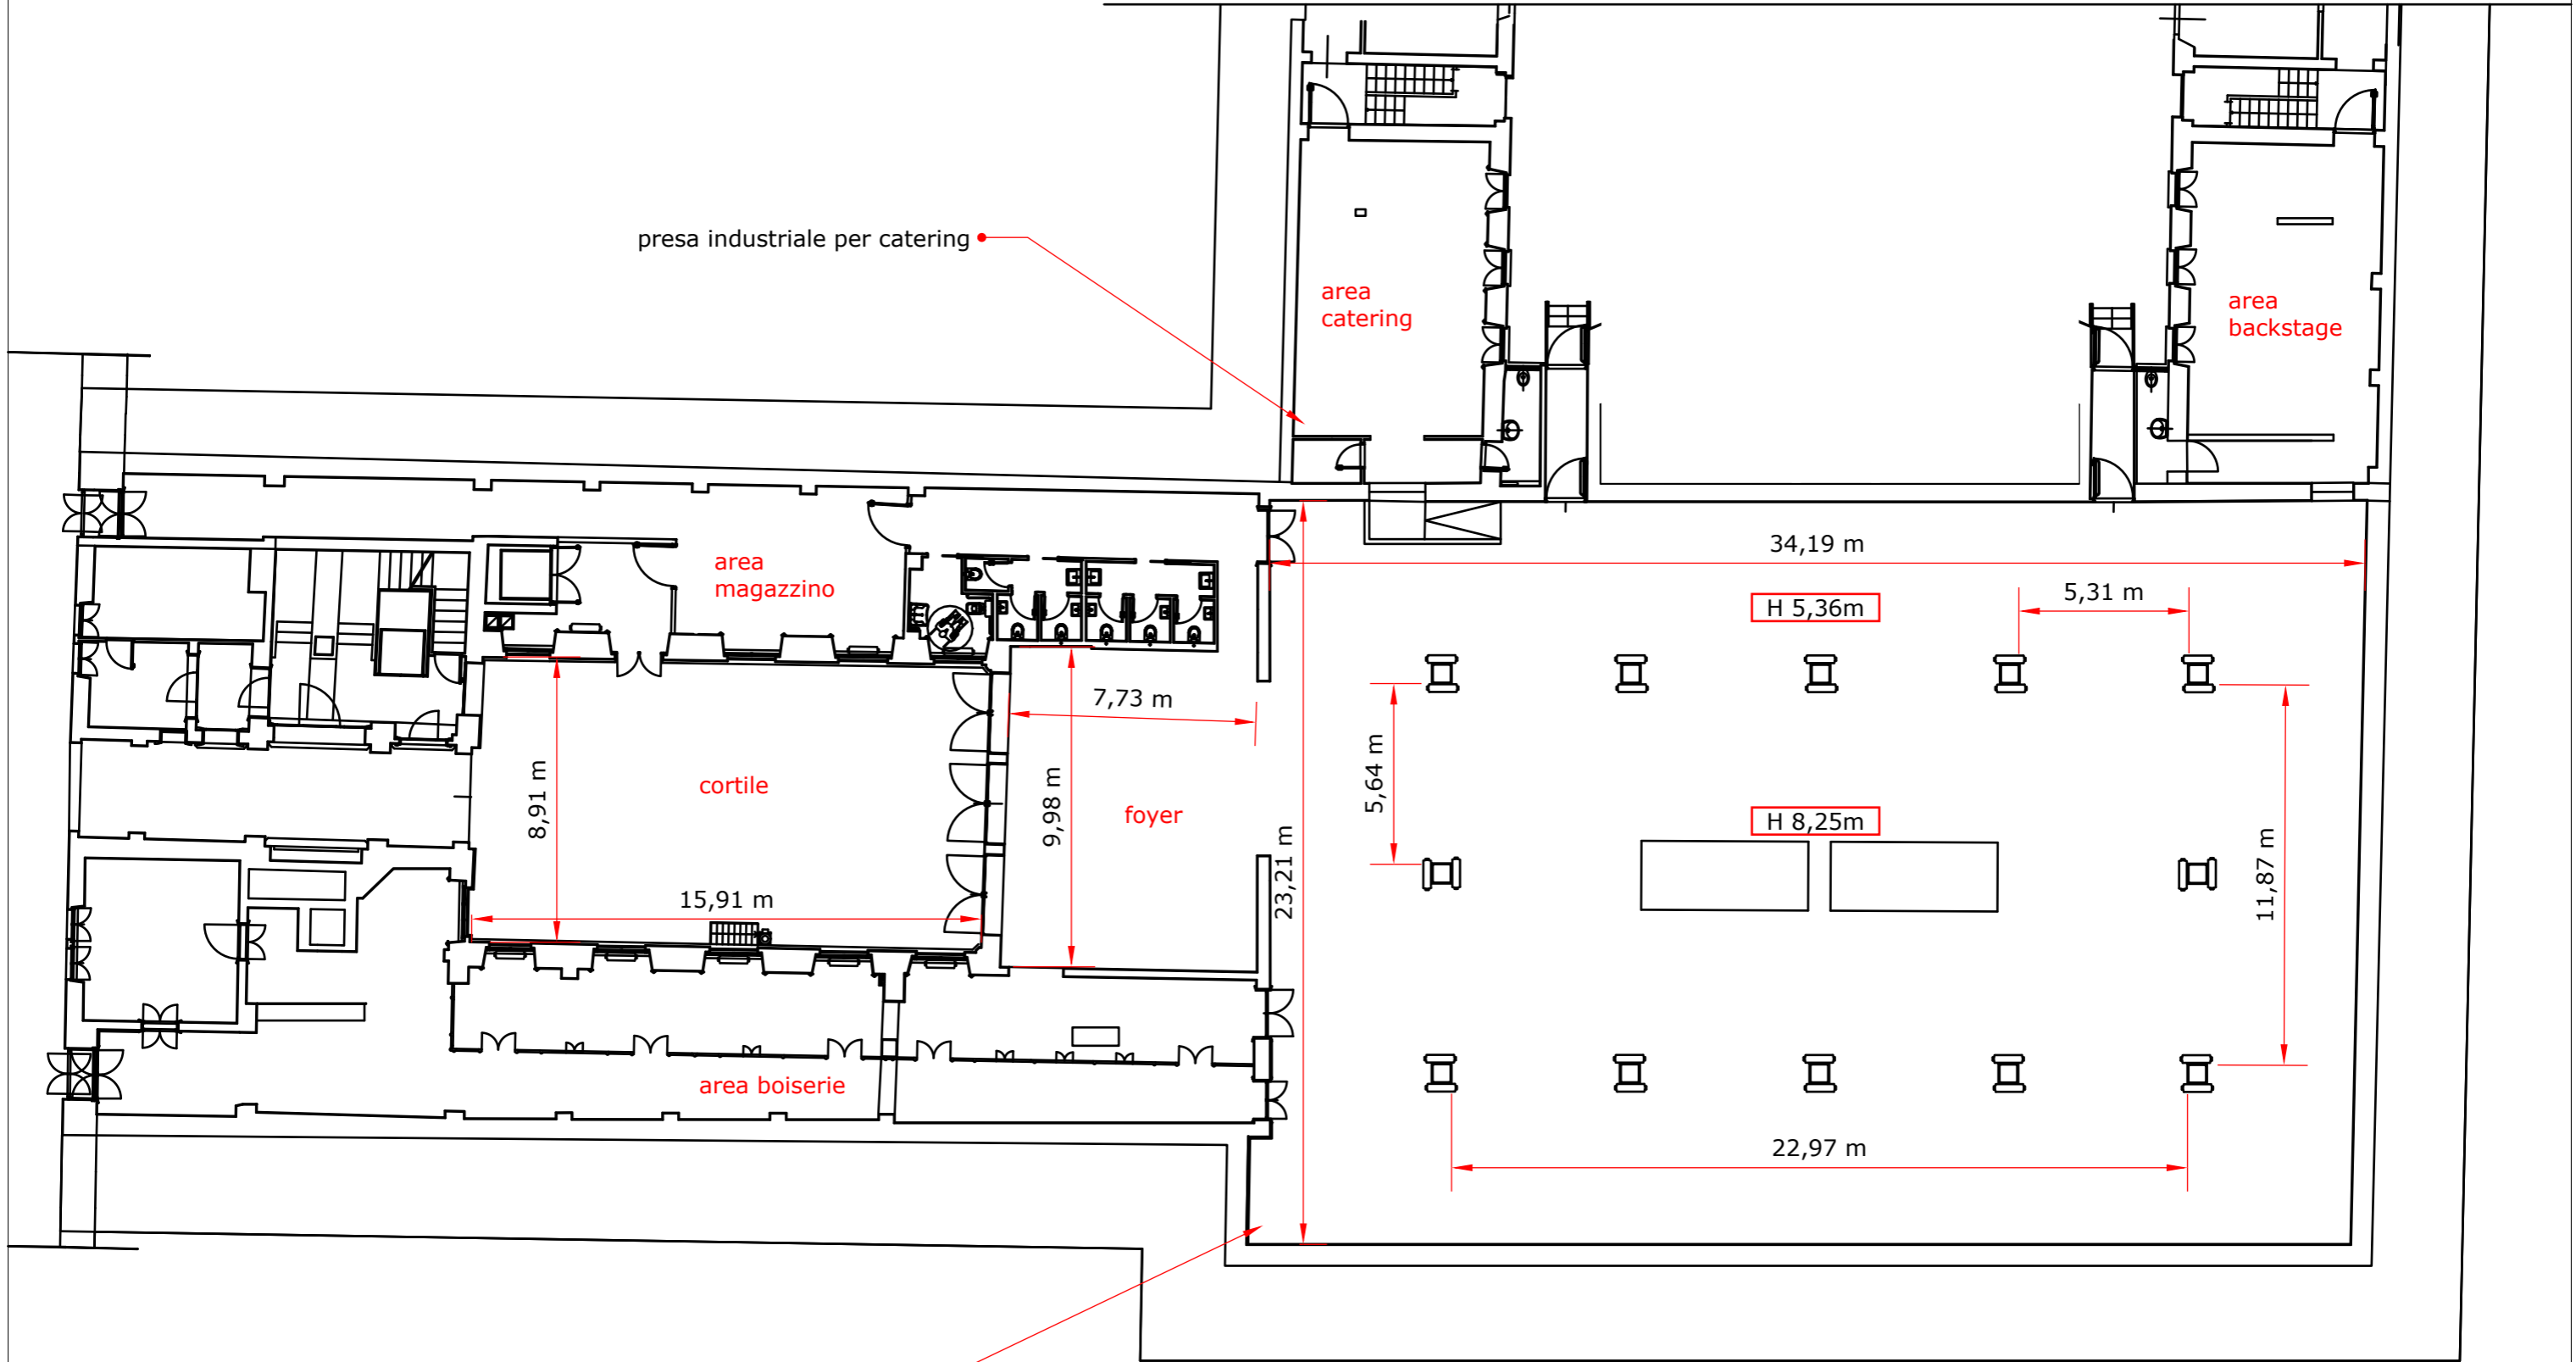 presa industriale per catering
area
catering
area
backstage
34,19 m
area
magazzino
H 5,36m
5,31 m
7,73 m
5,64 m
cortile
8,91 m
9,98 m
foyer
H 8,25m
23,21 m
11,87 m
15,91 m
area boiserie
22,97 m